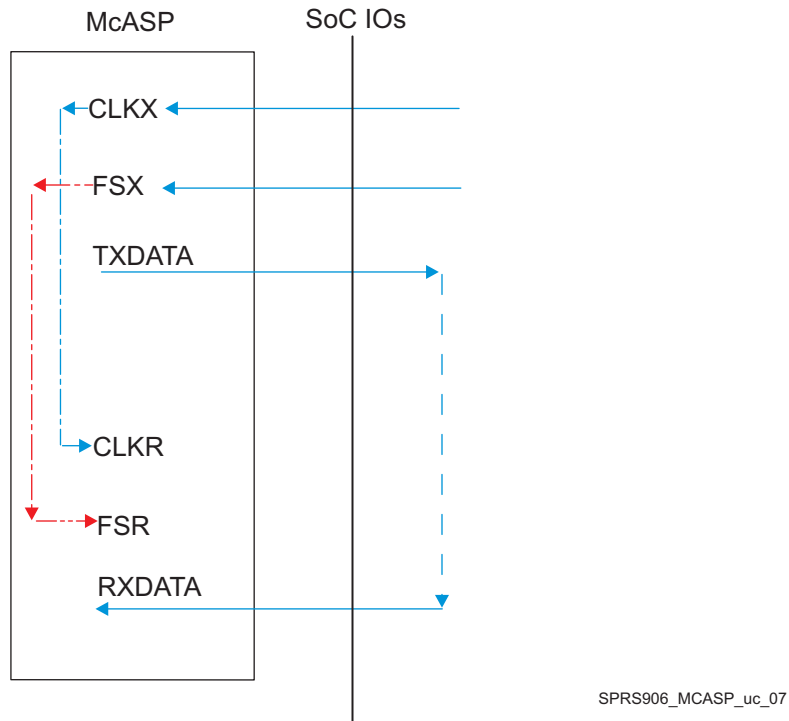 McASP
SoC IOs
CLKX
FSX
TXDATA
CLKR
FSR
RXDATA
SPRS906_MCASP_uc_07